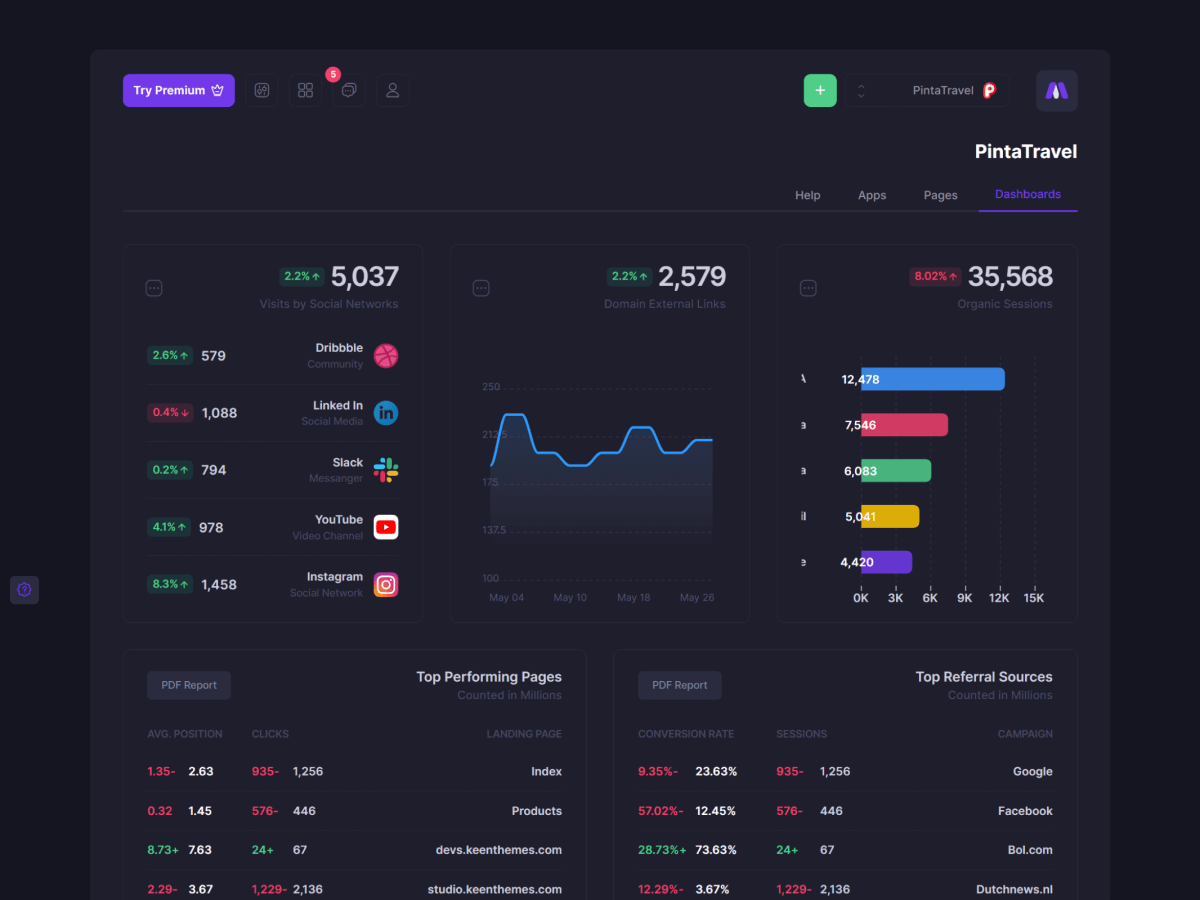 Try Premium
5
+
PintaTravel
PintaTravel
Help Apps Pages Dashboards
2.2%↑ 5,037
Visits by Social Networks
2.6%↑ 579 Dribbble
Community
0.4%↓ 1,088 Linked In
Social Media
0.2%↑ 794 Slack
Messanger
4.1%↑ 978 YouTube
Video Channel
8.3%↑ 1,458 Instagram
Social Network
2.2%↑ 2,579
Domain External Links
250
212.5
175
137.5
100
May 04 May 10 May 18 May 26
8.02%↑ 35,568
Organic Sessions
12,478
7,546
6,083
5,041
4,420
0K 3K 6K 9K 12K 15K
PDF Report Top Performing Pages
Counted in Millions
AVG. POSITION CLICKS LANDING PAGE
1.35- 2.63 935- 1,256 Index
0.32 1.45 576- 446 Products
8.73+ 7.63 24+ 67 devs.keenthemes.com
2.29- 3.67 1,229- 2,136 studio.keenthemes.com
PDF Report Top Referral Sources
Counted in Millions
CONVERSION RATE SESSIONS CAMPAIGN
9.35%- 23.63% 935- 1,256 Google
57.02%- 12.45% 576- 446 Facebook
28.73%+ 73.63% 24+ 67 Bol.com
12.29%- 3.67% 1,229- 2,136 Dutchnews.nl